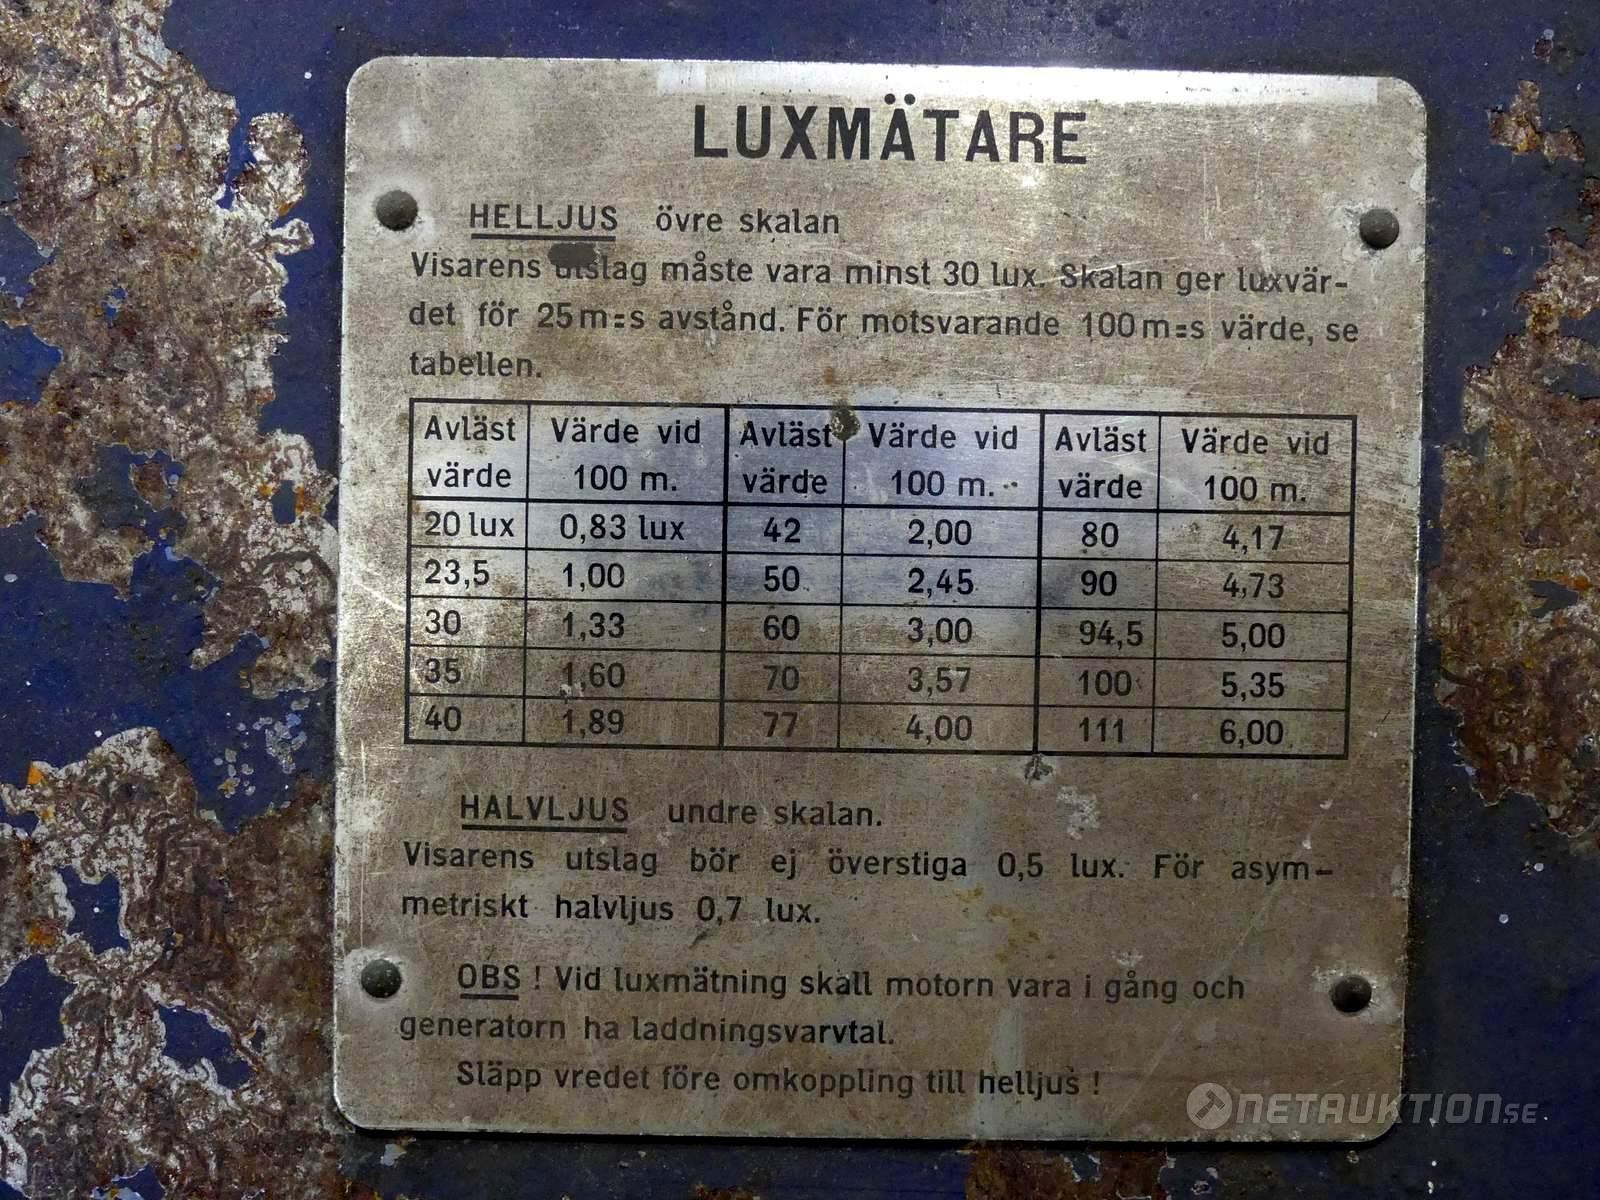 LUXMÄTARE
HELLJUS övre skalan
Visarens utslag måste vara minst 30 lux. Skalan ger luxvär-
det för 25m:s avstånd. För motsvarande 100m:s värde, se
tabellen.
Avläst Värde vid Avläst Värde vid Avläst Värde vid
värde 100 m. värde 100 m. värde 100 m.
20 lux 0,83 lux 42 2,00 80 4,17
23,5 1,00 50 2,45 90 4,73
30 1,33 60 3,00 94,5 5,00
35 1,60 70 3,57 100 5,35
40 1,89 77 4,00 111 6,00
HALVLJUS undre skalan.
Visarens utslag bör ej överstiga 0,5 lux. För asym-
metriskt halvljus 0,7 lux.
OBS ! Vid luxmätning skall motorn vara i gång och
generatorn ha laddningsvarvtal.
Släpp vredet före omkoppling till helljus !
NETAUKTION.SE